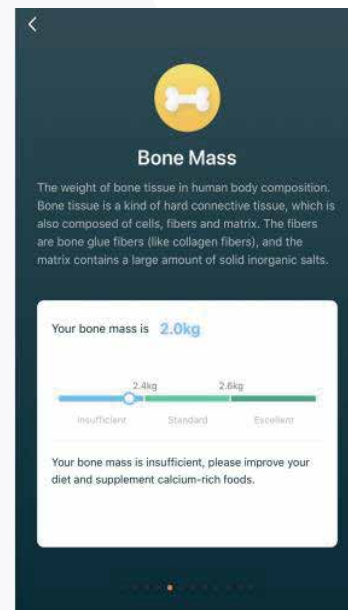 Bone Mass
The weight of bone tissue in human body composition.
Bone tissue is a kind of hard connective tissue, which is
also composed of cells, fibers and matrix. The fibers
are bone glue fibers (like collagen fibers), and the
matrix contains a large amount of solid inorganic salts.
Your bone mass is 2.0kg
2.4kg 2.6kg
Insufficient Standard Excellent
Your bone mass is insufficient, please improve your
diet and supplement calcium-rich foods.